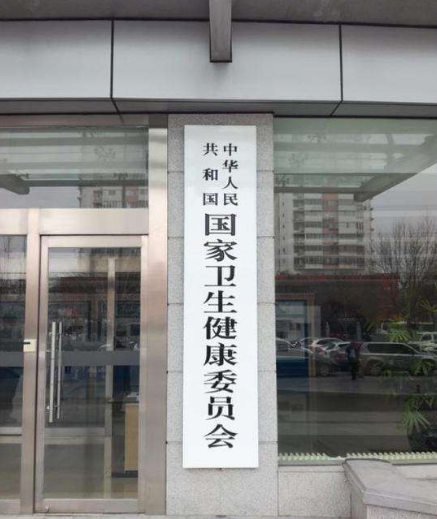 中华人民
共和国
国家卫生健康委员会